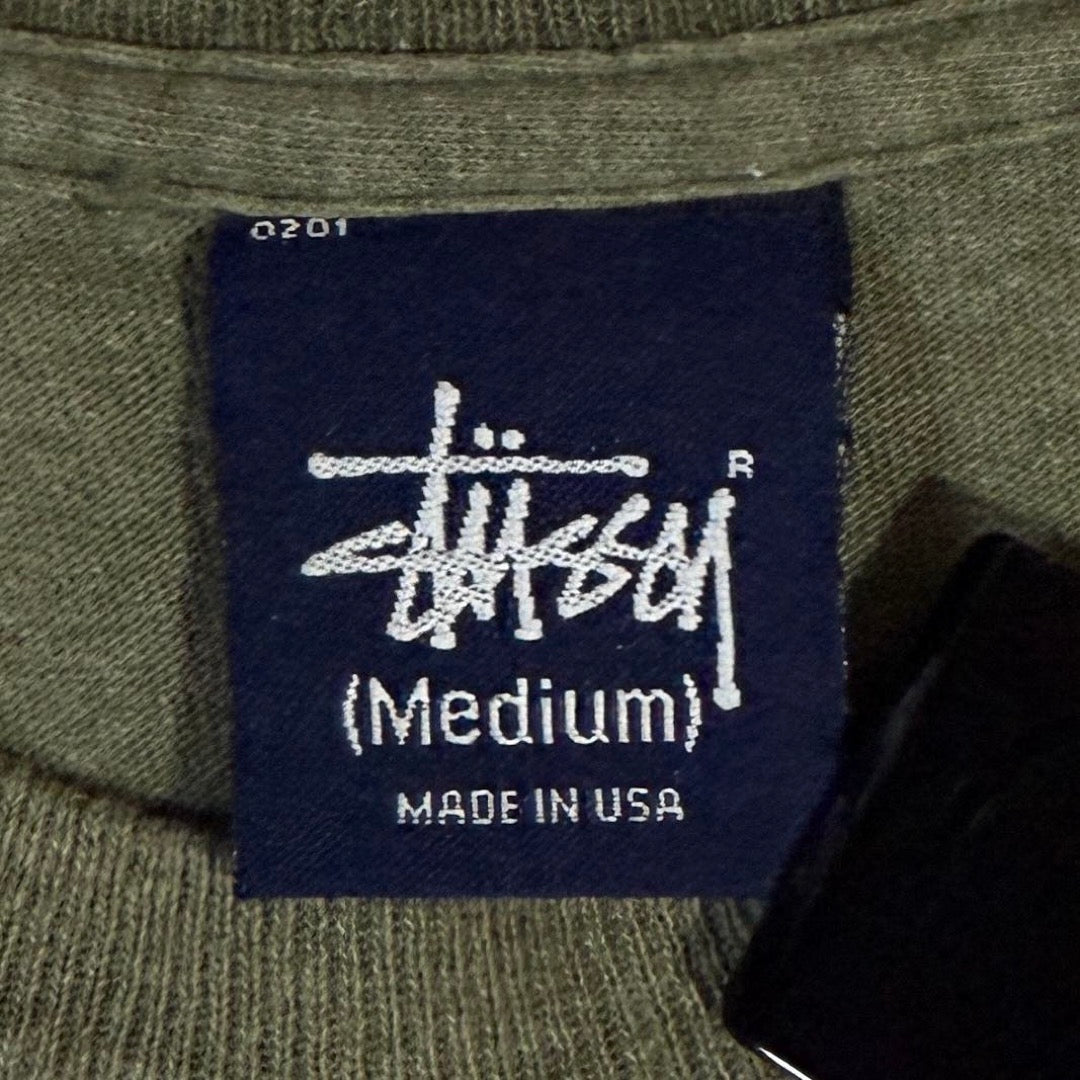 0201
Stüssy
R
(Medium)
MADE IN USA